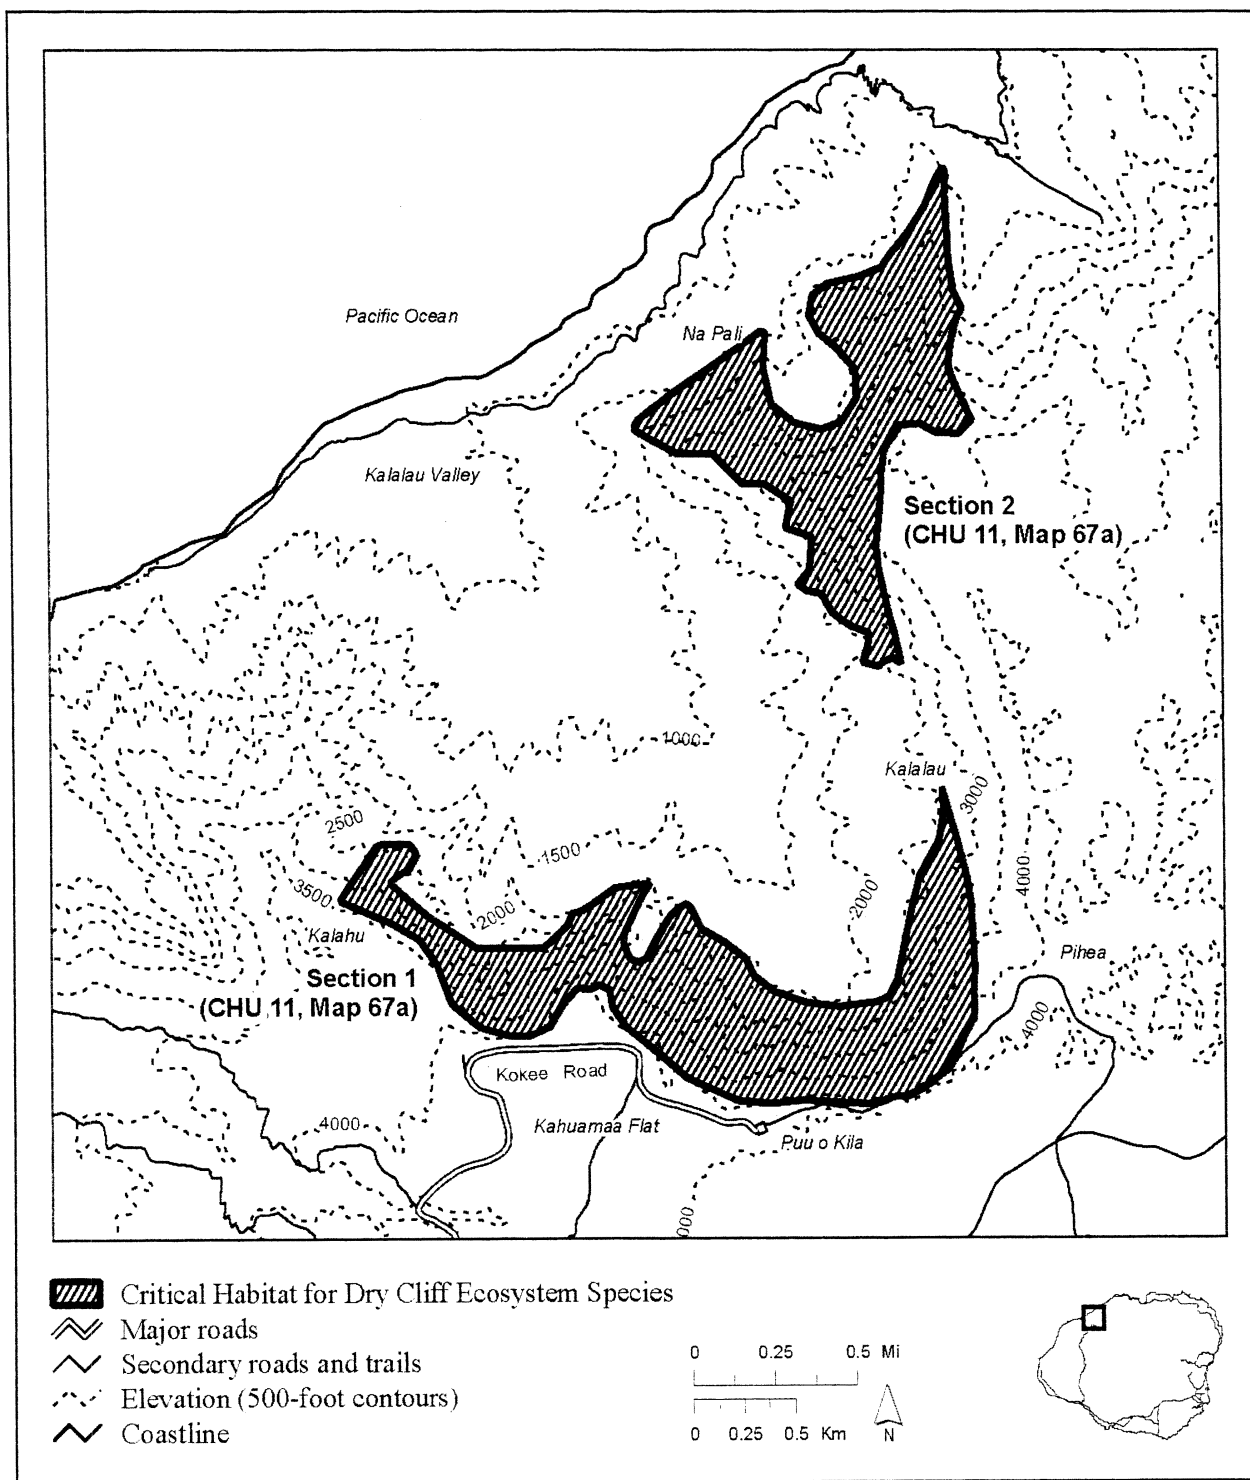 Pacific Ocean
Na Pali
Kalalau Valley
Section 2
(CHU 11, Map 67a)
1000
Kalalau
3000
2500
1500
4000
3500
2000
2000
Kalahu
Pihea
Section 1
(CHU 11, Map 67a)
4000
Kokee Road
4000
Kahuamaa Flat
Puu o Kila
000
Critical Habitat for Dry Cliff Ecosystem Species
Major roads
Secondary roads and trails
Elevation (500-foot contours)
Coastline
0 0.25 0.5 Mi
0 0.25 0.5 Km
N